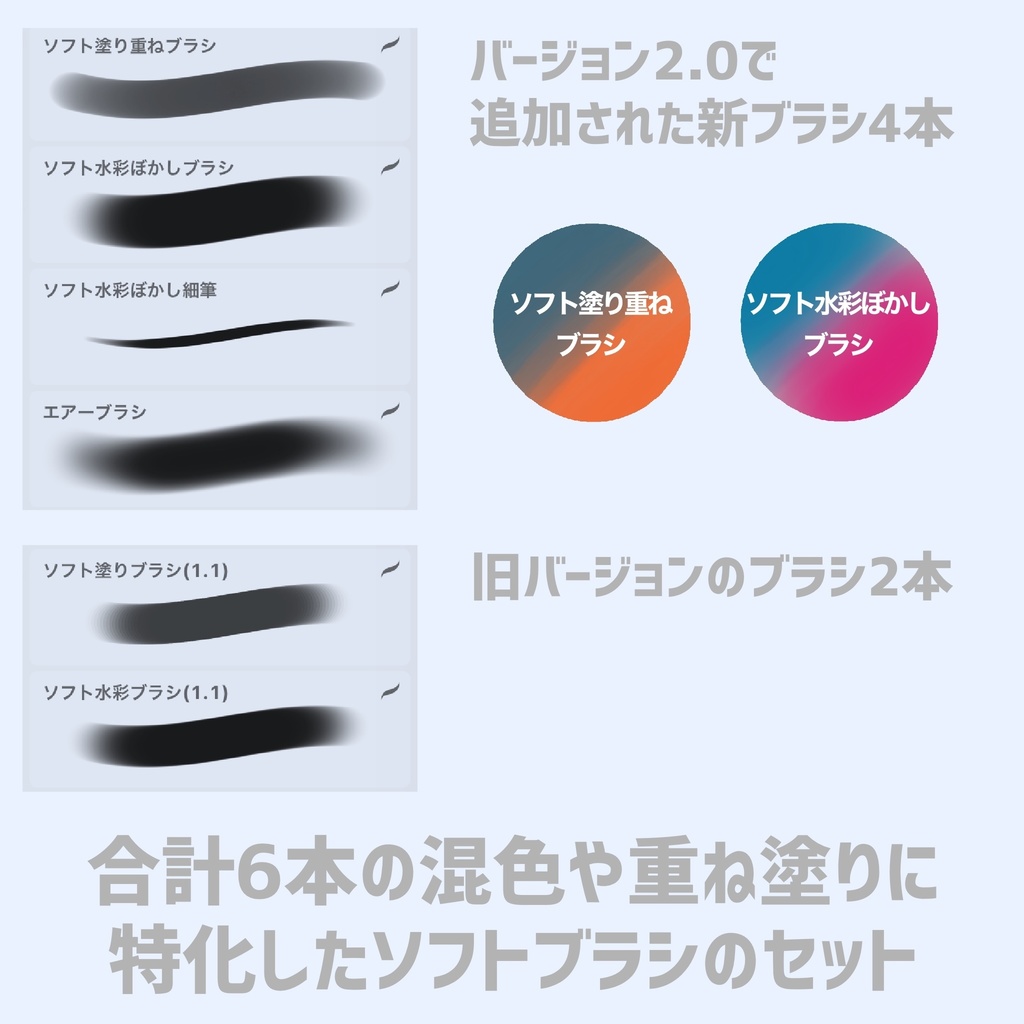 ソフト塗り重ねブラシ
ソフト水彩ぼかしブラシ
ソフト水彩ぼかし細筆
エアーブラシ
バージョン2.0で
追加された新ブラシ4本
ソフト塗り重ね
ブラシ
ソフト水彩ぼかし
ブラシ
ソフト塗りブラシ(1.1)
ソフト水彩ブラシ(1.1)
旧バージョンのブラシ2本
合計6本の混色や重ね塗りに
特化したソフトブラシのセット